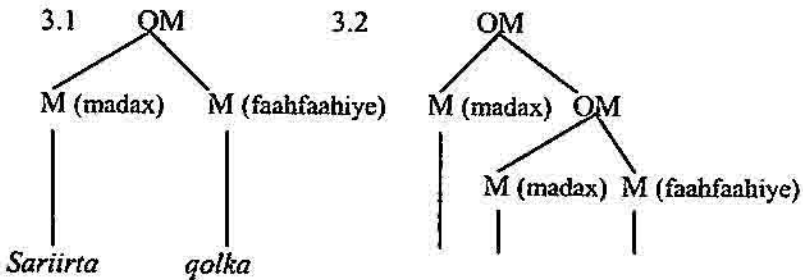 3.1 OM 3.2 OM
M (madax) M (faahfaahiye) M (madax) OM
M (madax) M (faahfaahiye)
Sariirta qolka